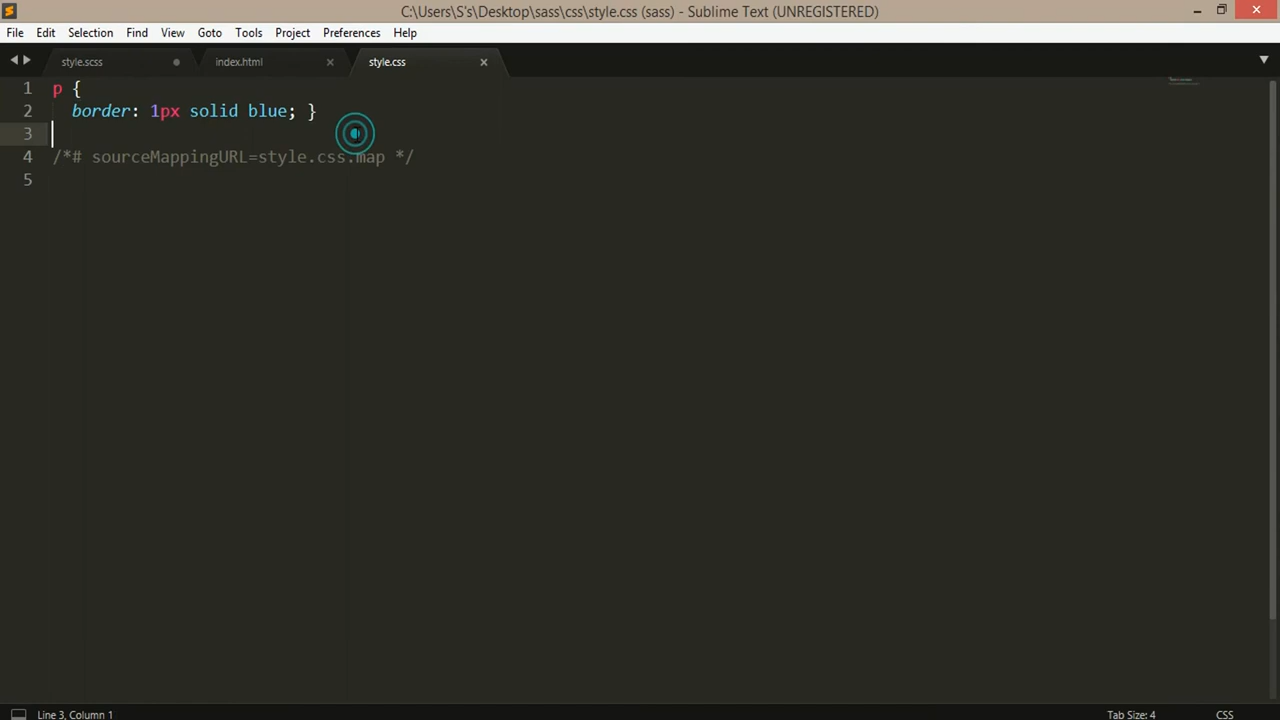 C:\Users\S's\Desktop\sass\css\style.css (sass) - Sublime Text (UNREGISTERED)
File Edit Selection Find View Goto Tools Project Preferences Help
style.scss index.html style.css
1 p {
2 border: 1px solid blue; }
3
4 /*# sourceMappingURL=style.css.map */
5
Line 3, Column 1 Tab Size: 4 CSS